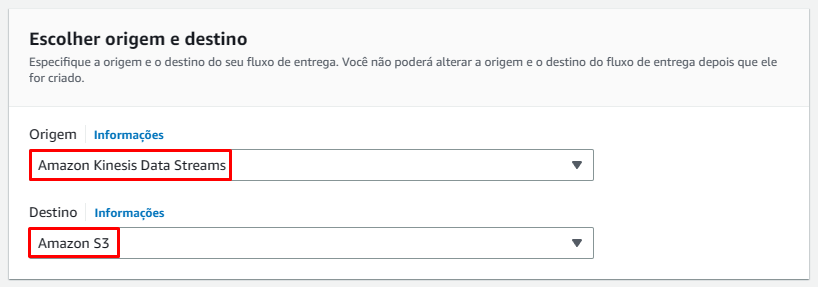 Escolher origem e destino
Especifique a origem e o destino do seu fluxo de entrega. Você não poderá alterar a origem e o destino do fluxo de entrega depois que ele
for criado.
Origem Informações
Amazon Kinesis Data Streams
Destino Informações
Amazon S3